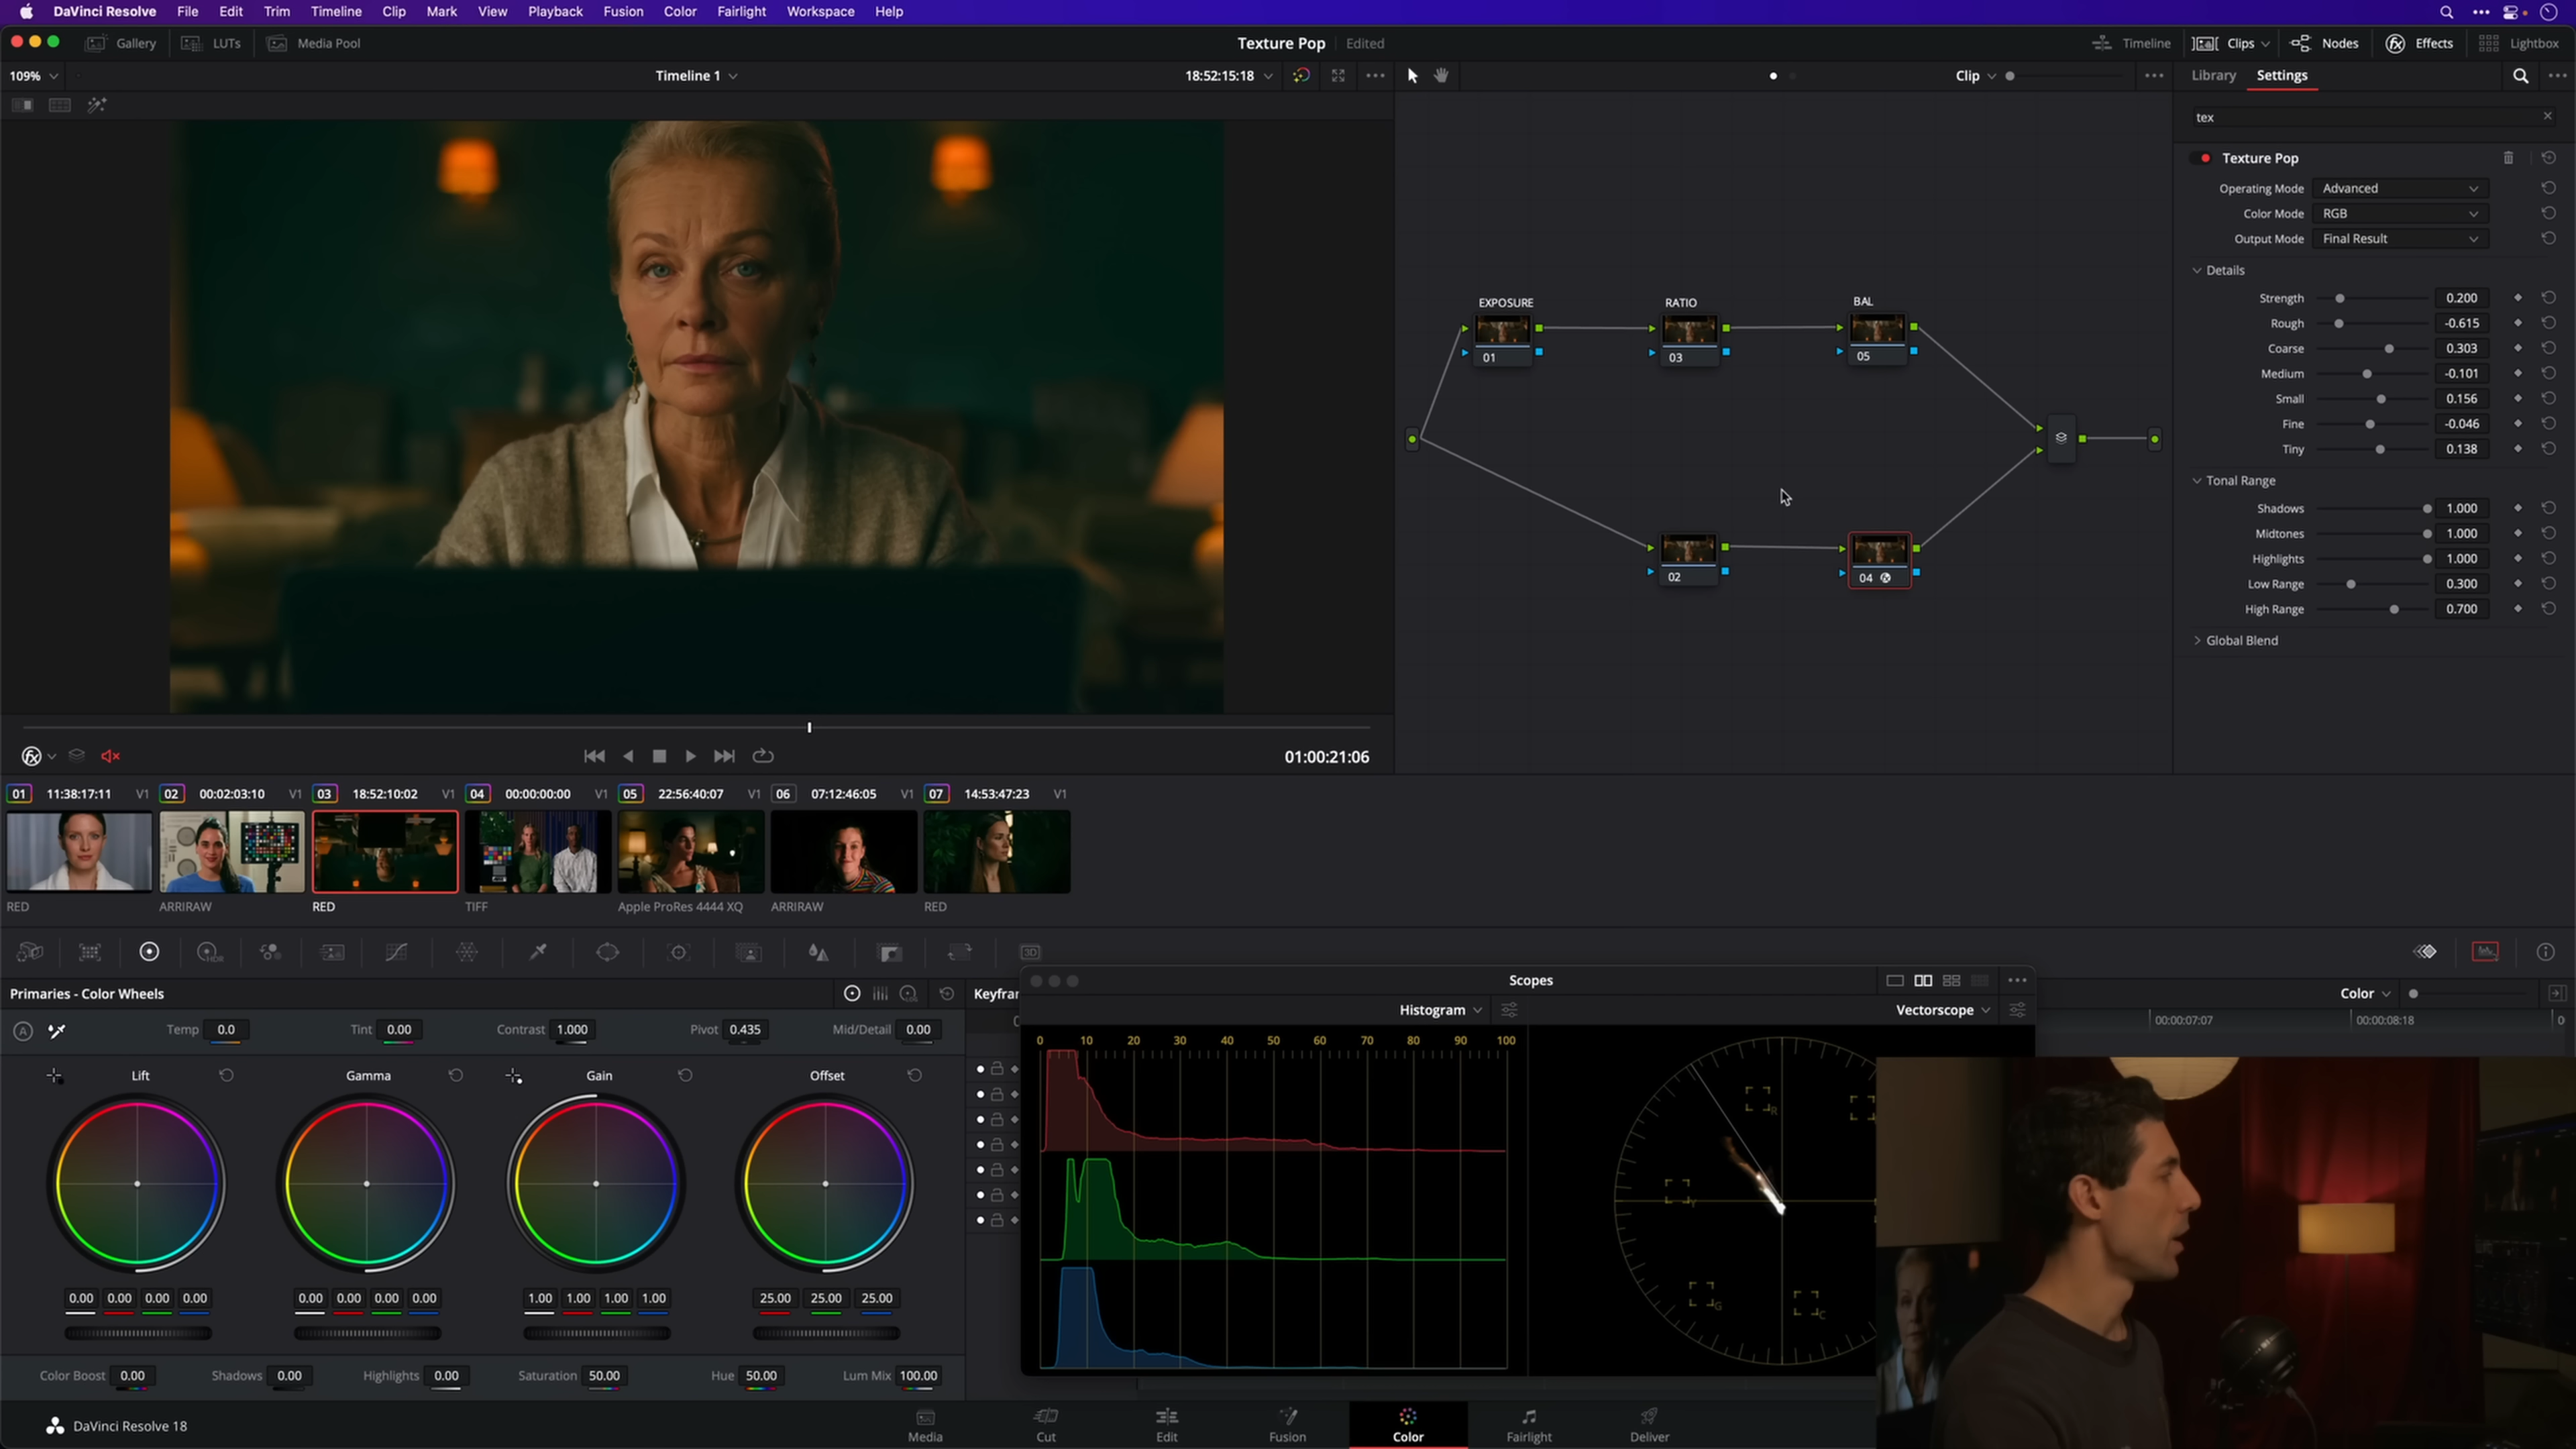 DaVinci Resolve File Edit Trim Timeline Clip Mark View Playback Fusion Color Fairlight Workspace Help
Gallery LUTs Media Pool Texture Pop Edited Timeline Clips Nodes Effects Lightbox
109% Timeline 1 18:52:15:18 Clip Library Settings
tex
Texture Pop
Operating Mode Advanced
Color Mode RGB
Output Mode Final Result
Details
Strength 0.200
Rough -0.615
Coarse 0.303
Medium -0.101
Small 0.156
Fine -0.046
Tiny 0.138
Tonal Range
Shadows 1.000
Midtones 1.000
Highlights 1.000
Low Range 0.300
High Range 0.700
Global Blend
EXPOSURE RATIO BAL
01 03 05
02 04
01:00:21:06
01 11:38:17:11 V1 02 00:02:03:10 V1 03 18:52:10:02 V1 04 00:00:00:00 V1 05 22:56:40:07 V1 06 07:12:46:05 V1 07 14:53:47:23 V1
RED ARRIRAW RED TIFF Apple ProRes 4444 XQ ARRIRAW RED
HDR 3D
Primaries - Color Wheels Keyfra
Temp 0.0 Tint 0.00 Contrast 1.000 Pivot 0.435 Mid/Detail 0.00
Lift Gamma Gain Offset
0.00 0.00 0.00 0.00 0.00 0.00 0.00 0.00 1.00 1.00 1.00 1.00 25.00 25.00 25.00
Color Boost 0.00 Shadows 0.00 Highlights 0.00 Saturation 50.00 Hue 50.00 Lum Mix 100.00
Scopes
Histogram Vectorscope
0 10 20 30 40 50 60 70 80 90 100
R
Y
G
C
Color
00:00:07:07 00:00:08:18 0
DaVinci Resolve 18 Media Cut Edit Fusion Color Fairlight Deliver